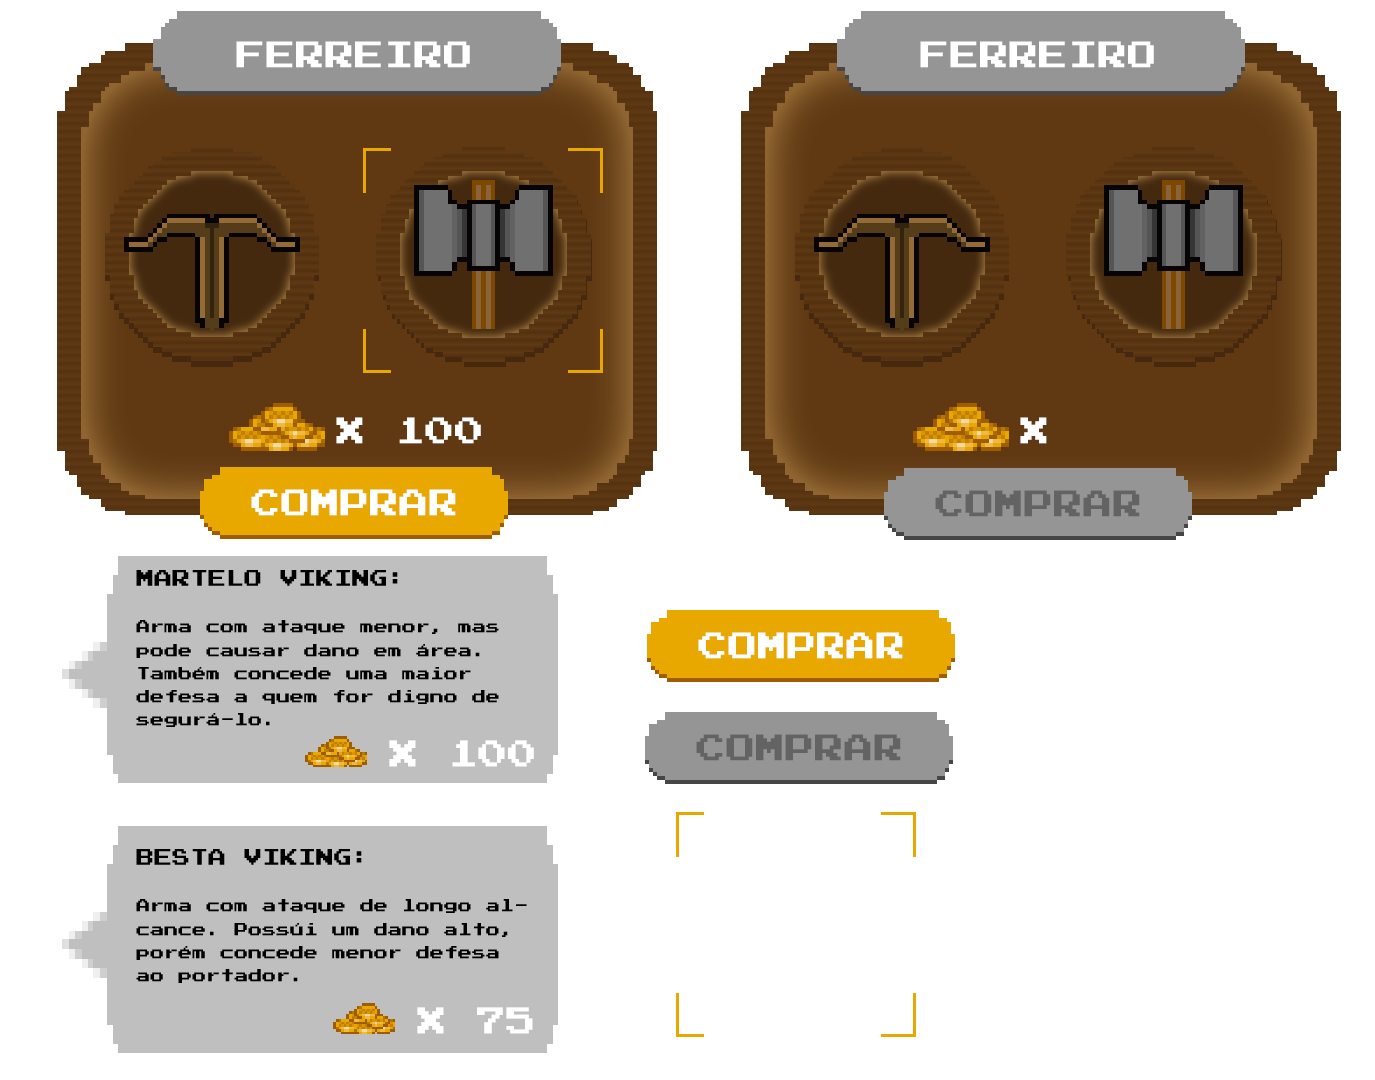 FERREIRO
X 100
COMPRAR
FERREIRO
X
COMPRAR
MARTELO VIKING:
Arma com ataque menor, mas
pode causar dano em área.
Também concede uma maior
defesa a quem for digno de
segurá-lo.
X 100
COMPRAR
COMPRAR
BESTA VIKING:
Arma com ataque de longo al-
cance. Possúi um dano alto,
porém concede menor defesa
ao portador.
X 75